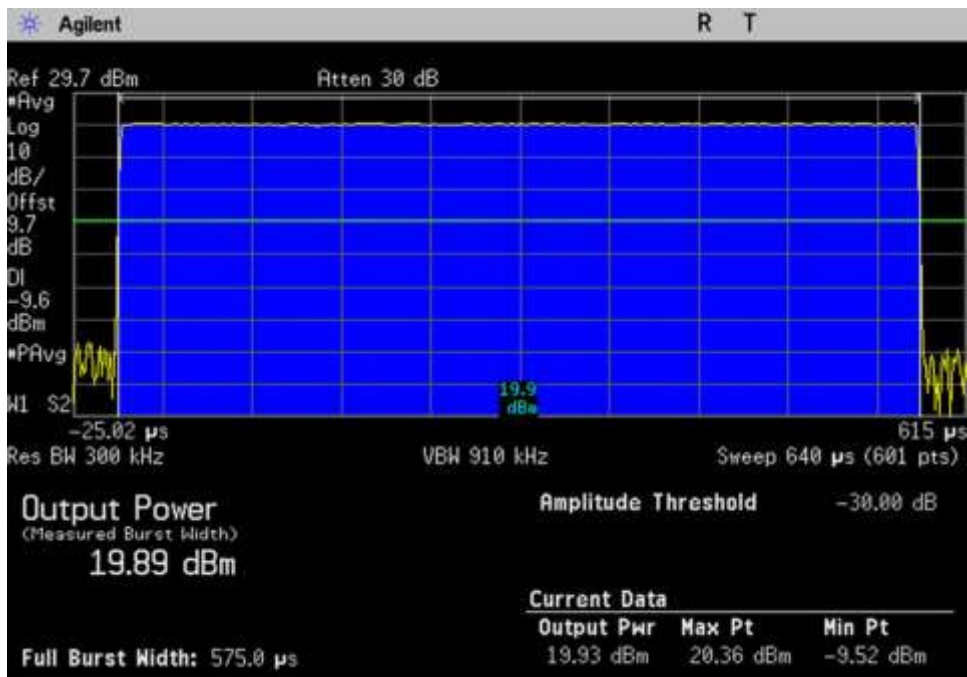 Agilent R T
Ref 29.7 dBm Atten 30 dB
*Avg
Log
10
dB/
Offst
9.7
dB
DI
-9.6
dBm
*PAvg
19.9
dBm
W1 S2
-25.02 µs 615 µs
Res BW 300 kHz VBW 910 kHz Sweep 640 µs (601 pts)
Output Power Amplitude Threshold -30.00 dB
(Measured Burst Width)
19.89 dBm
Current Data
Output Pwr Max Pt Min Pt
Full Burst Width: 575.0 µs 19.93 dBm 20.36 dBm -9.52 dBm